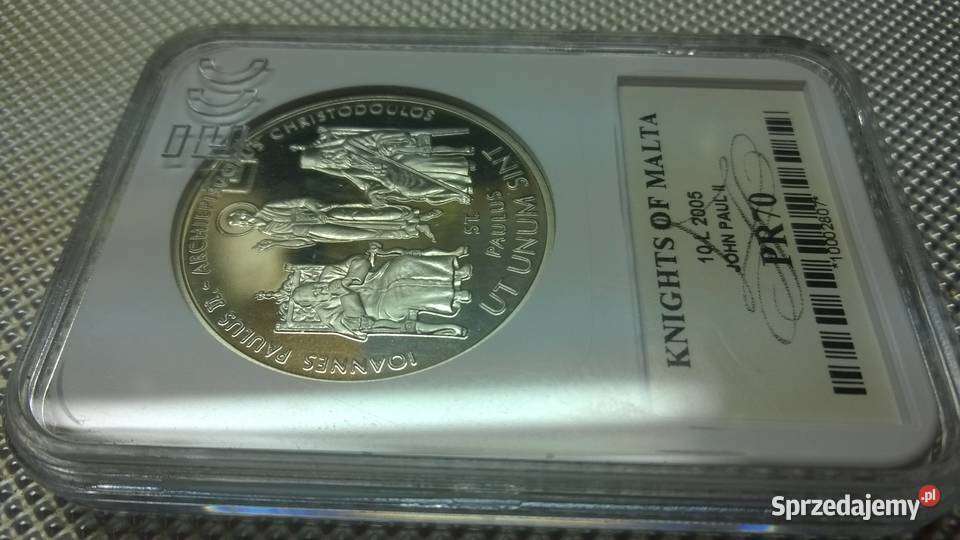 KNIGHTS OF MALTA
10 L 2005
JOHN PAUL II
PR70
10002807
IOANNES PAULUS II. - ARCHIEPISCOPUS CHRISTODOULOS
ST.
PAULUS
UT UNUM SINT
Sprzedajemy.pl